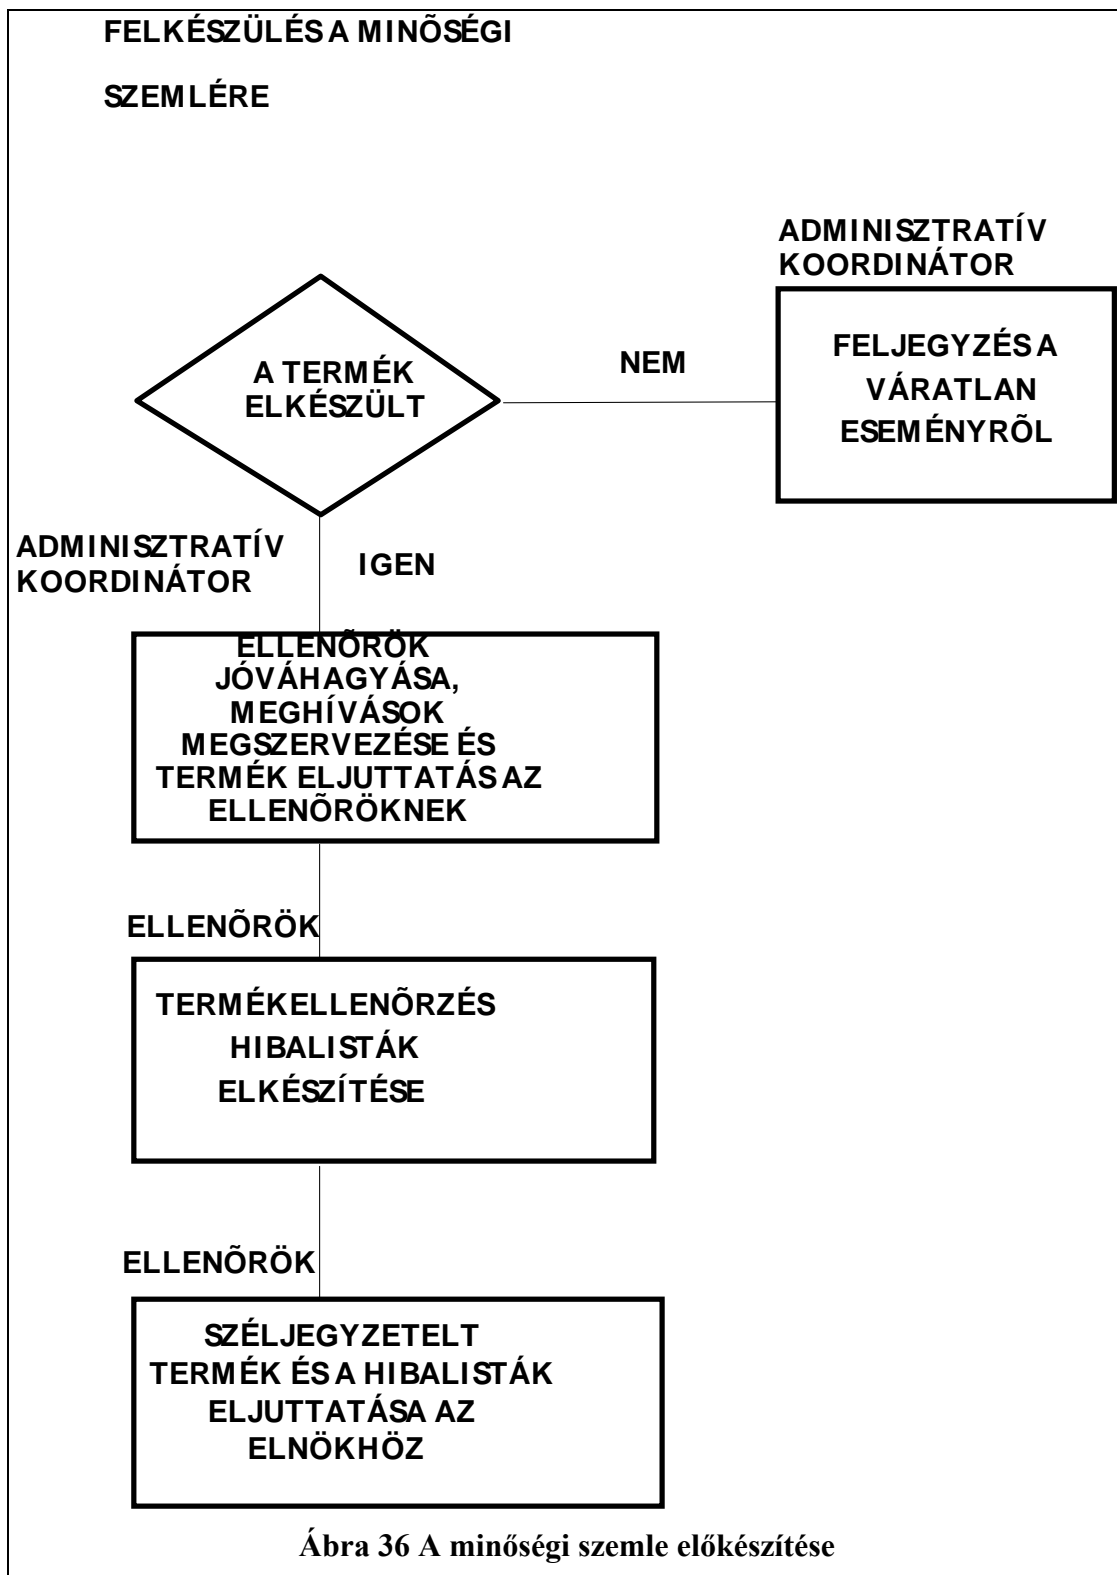 FELKÉSZÜLÉS A MINÕSÉGI
SZEMLÉRE
ADMINISZTRATÍV
KOORDINÁTOR
FELJEGYZÉS A
VÁRATLAN
ESEMÉNYRÕL
NEM
A TERMÉK
ELKÉSZÜLT
ADMINISZTRATÍV
KOORDINÁTOR
IGEN
ELLENÕRÖK
JÓVÁHAGYÁSA,
MEGHÍVÁSOK
MEGSZERVEZÉSE ÉS
TERMÉK ELJUTTATÁS AZ
ELLENÕRÖKNEK
ELLENÕRÖK
TERMÉKELLENÕRZÉS
HIBALISTÁK
ELKÉSZÍTÉSE
ELLENÕRÖK
SZÉLJEGYZETELT
TERMÉK ÉS A HIBALISTÁK
ELJUTTATÁSA AZ
ELNÖKHÖZ
Ábra 36 A minőségi szemle előkészítése